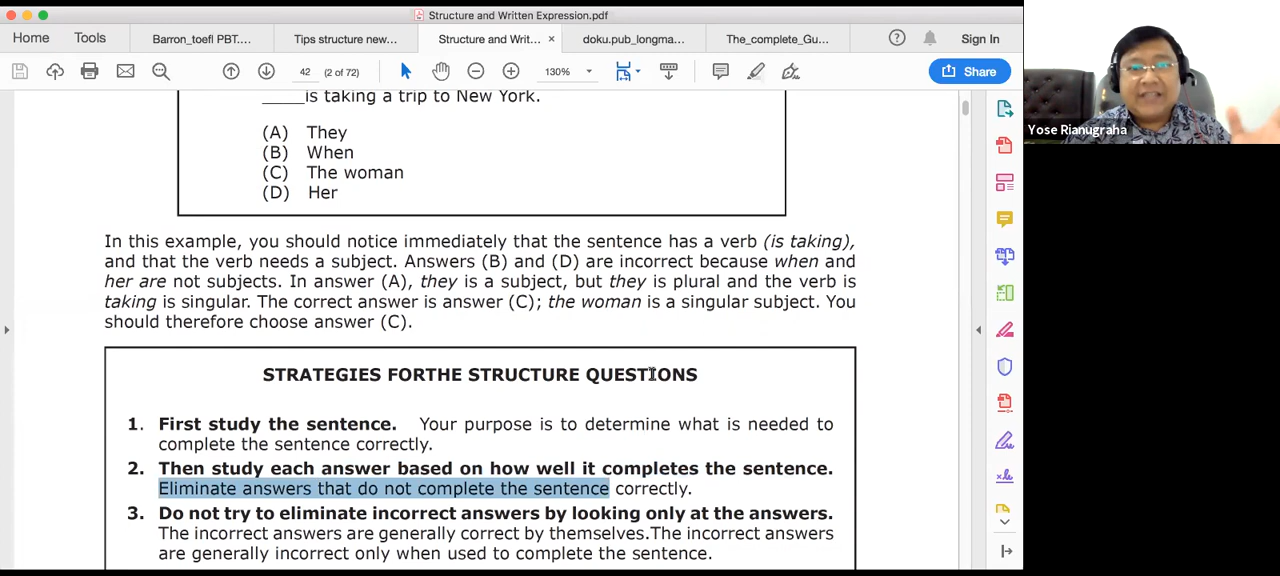 Structure and Written Expression.pdf
Home Tools Barron_toefl PBT.... Tips structure new... Structure and Writ... × doku.pub_longma... The_complete_Gu... Sign In
42 (2 of 72) 130% Share
_____is taking a trip to New York.
(A) They
(B) When
(C) The woman
(D) Her
In this example, you should notice immediately that the sentence has a verb (is taking),
and that the verb needs a subject. Answers (B) and (D) are incorrect because when and
her are not subjects. In answer (A), they is a subject, but they is plural and the verb is
taking is singular. The correct answer is answer (C); the woman is a singular subject. You
should therefore choose answer (C).
STRATEGIES FORTHE STRUCTURE QUESTIONS
1. First study the sentence. Your purpose is to determine what is needed to
complete the sentence correctly.
2. Then study each answer based on how well it completes the sentence.
Eliminate answers that do not complete the sentence correctly.
3. Do not try to eliminate incorrect answers by looking only at the answers.
The incorrect answers are generally correct by themselves.The incorrect answers
are generally incorrect only when used to complete the sentence.
Yose Rianugraha